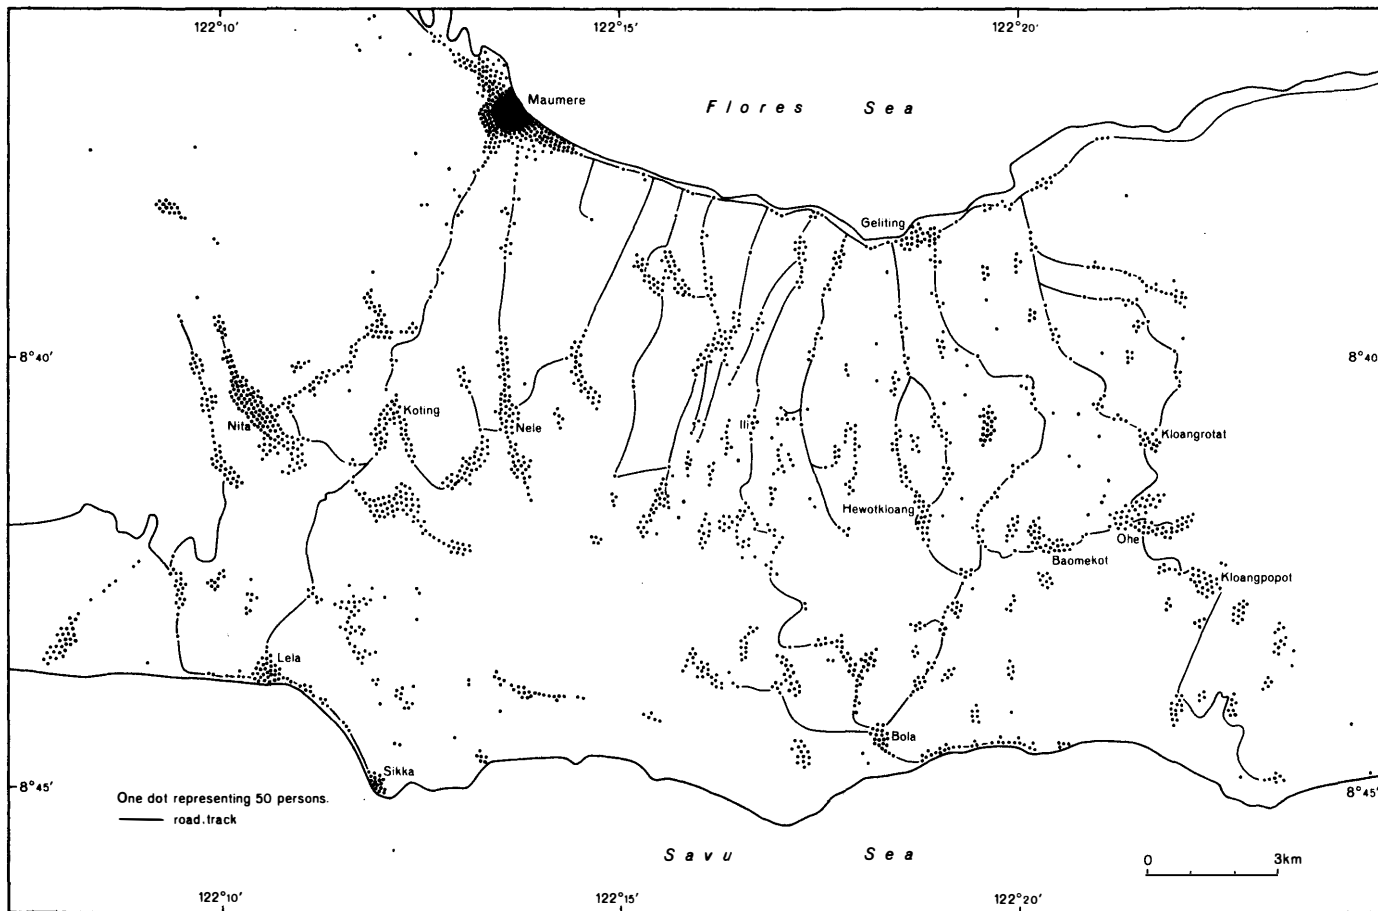 122°10′ 122°15′ 122°20′
Maumere
Flores Sea
Geliting
8°40′ 8°40′
Koting
Nita
Nele
Ili
Kloangrotat
Hewotkloang
Ohe
Baomekot
Kloangpopot
Lela
Bola
Sikka
8°45′ 8°45′
One dot representing 50 persons.
road.track
Savu Sea
0 3km
122°10′ 122°15′ 122°20′